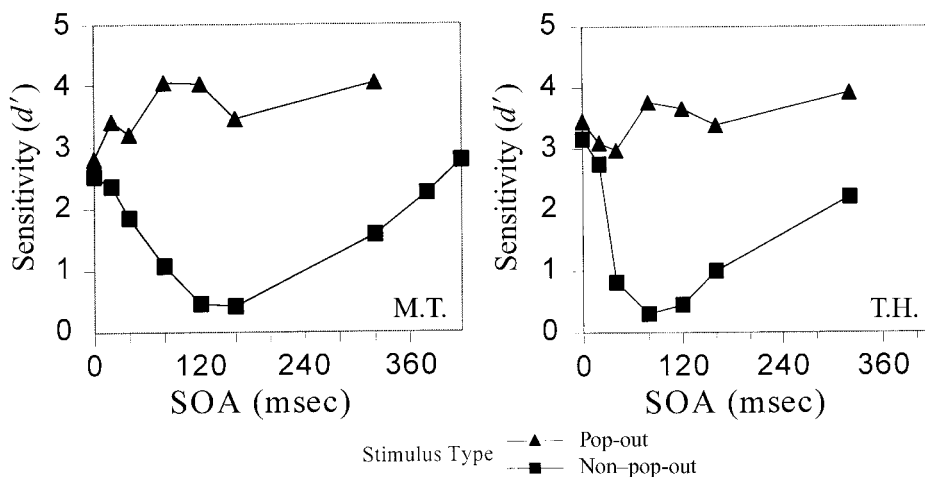 5
4
3
2
1
0
Sensitivity (d′)
M.T.
0 120 240 360
SOA (msec)
5
4
3
2
1
0
Sensitivity (d′)
T.H.
0 120 240 360
SOA (msec)
Stimulus Type
Pop-out
Non–pop-out